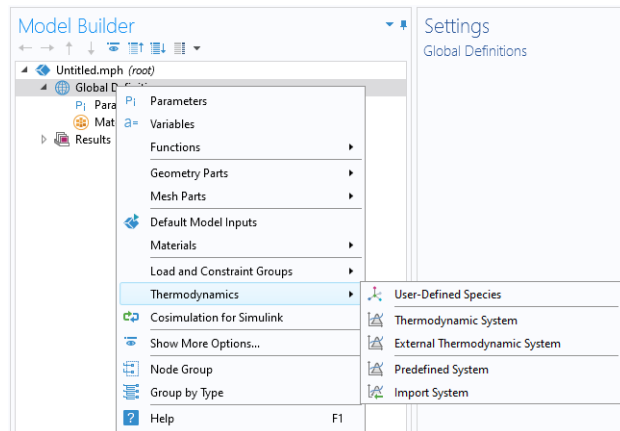 Model Builder
Settings
Global Definitions
Untitled.mph (root)
Global Definiti
Pi Para
Mat
Results
Pi Parameters
a= Variables
Functions
Geometry Parts
Mesh Parts
Default Model Inputs
Materials
Load and Constraint Groups
Thermodynamics
Cosimulation for Simulink
Show More Options...
Node Group
Group by Type
? Help F1
User-Defined Species
Thermodynamic System
External Thermodynamic System
Predefined System
Import System